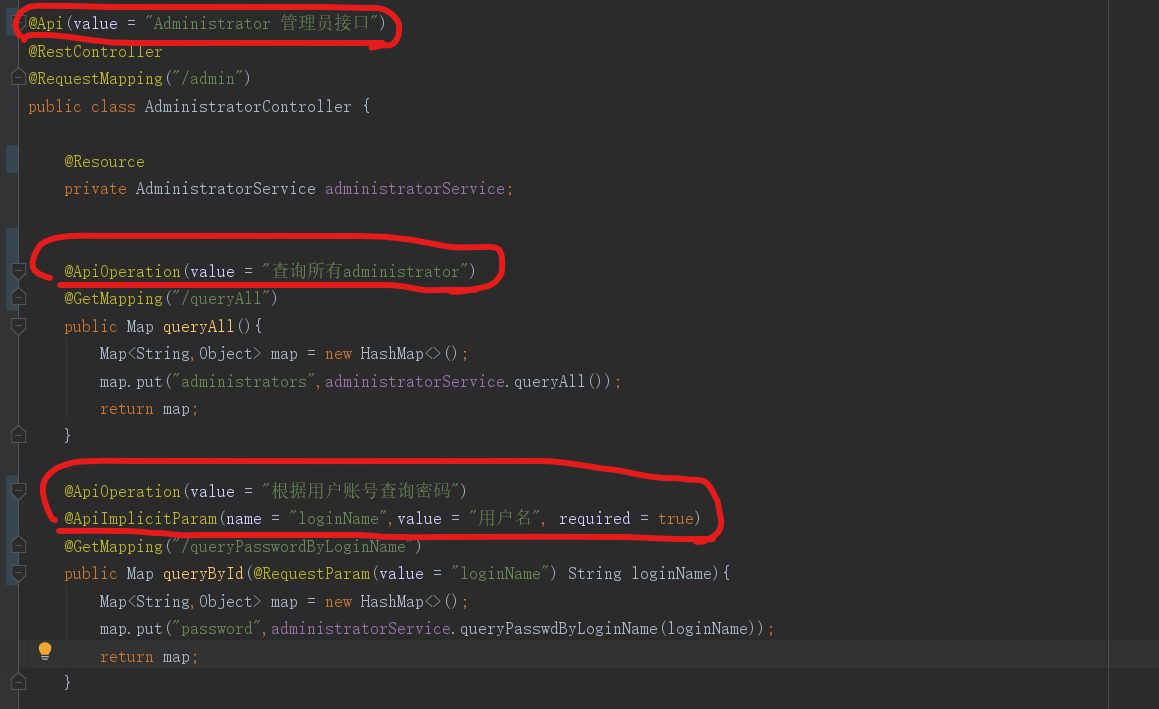 @Api(value = "Administrator 管理员接口")
@RestController
@RequestMapping("/admin")
public class AdministratorController {
@Resource
private AdministratorService administratorService;
@ApiOperation(value = "查询所有administrator")
@GetMapping("/queryAll")
public Map queryAll(){
Map<String,Object> map = new HashMap<>();
map.put("administrators",administratorService.queryAll());
return map;
}
@ApiOperation(value = "根据用户账号查询密码")
@ApiImplicitParam(name = "loginName",value = "用户名", required = true)
@GetMapping("/queryPasswordByLoginName")
public Map queryById(@RequestParam(value = "loginName") String loginName){
Map<String,Object> map = new HashMap<>();
map.put("password",administratorService.queryPasswdByLoginName(loginName));
return map;
}